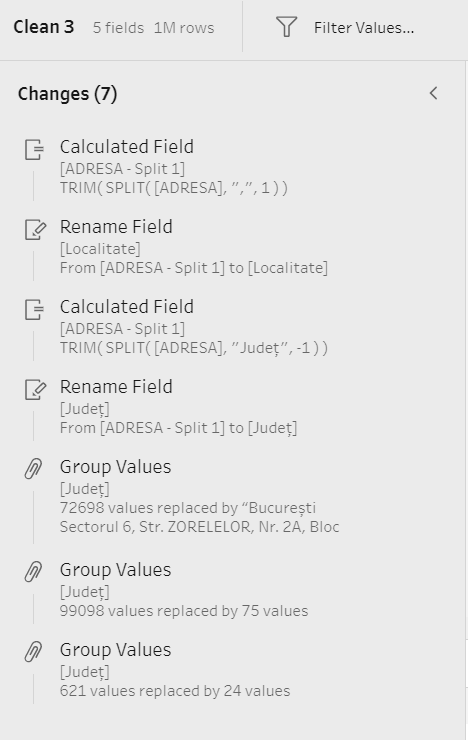 Clean 3 5 fields 1M rows Filter Values...
Changes (7)
Calculated Field
[ADRESA - Split 1]
TRIM( SPLIT( [ADRESA], ",", 1 ) )
Rename Field
[Localitate]
From [ADRESA - Split 1] to [Localitate]
Calculated Field
[ADRESA - Split 1]
TRIM( SPLIT( [ADRESA], "Județ", -1 ) )
Rename Field
[Județ]
From [ADRESA - Split 1] to [Județ]
Group Values
[Județ]
72698 values replaced by “București
Sectorul 6, Str. ZORELELOR, Nr. 2A, Bloc
Group Values
[Județ]
99098 values replaced by 75 values
Group Values
[Județ]
621 values replaced by 24 values